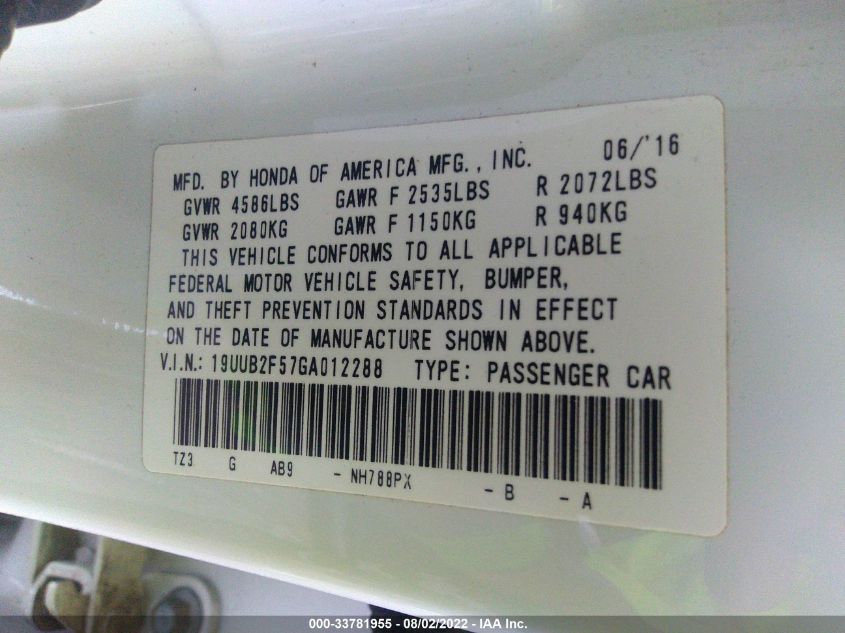 MFD. BY HONDA OF AMERICA MFG., INC. 06/'16
GVWR 4586LBS GAWR F 2535LBS R 2072LBS
GVWR 2080KG GAWR F 1150KG R 940KG
THIS VEHICLE CONFORMS TO ALL APPLICABLE
FEDERAL MOTOR VEHICLE SAFETY, BUMPER,
AND THEFT PREVENTION STANDARDS IN EFFECT
ON THE DATE OF MANUFACTURE SHOWN ABOVE.
V.I.N.: 19UUB2F57GA012288 TYPE: PASSENGER CAR
TZ3 G AB9 - NH788PX - B - A
000-33781955 - 08/02/2022 - IAA Inc.